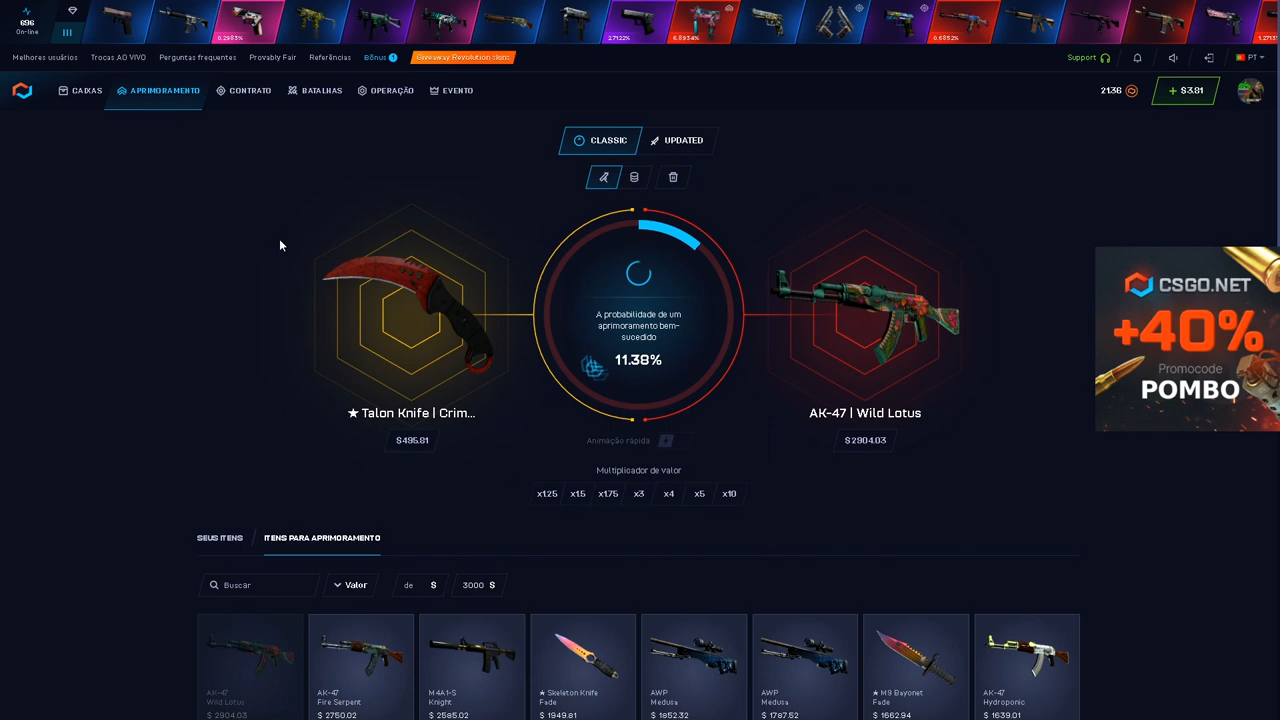 696
On-line
0.2983%
2.7122%
6.8934%
0.6852%
1.2713%
Melhores usuários Trocas AO VIVO Perguntas frequentes Provably Fair Referências Bônus 1 Giveaway Revolution skins
Support PT
CAIXAS APRIMORAMENTO CONTRATO BATALHAS OPERAÇÃO EVENTO
21.36 + $3.81
CLASSIC UPDATED
A probabilidade de um
aprimoramento bem-
sucedido
11.38%
★ Talon Knife | Crim...
$495.81
AK-47 | Wild Lotus
$2904.03
Animação rápida
Multiplicador de valor
x1.25 x1.5 x1.75 x3 x4 x5 x10
CSGO.NET
+40%
Promocode
POMBO
SEUS ITENS ITENS PARA APRIMORAMENTO
Buscar Valor de $ 3000 $
AK-47
Wild Lotus
$ 2904.03
AK-47
Fire Serpent
$ 2750.02
M4A1-S
Knight
$ 2585.02
★ Skeleton Knife
Fade
$ 1949.81
AWP
Medusa
$ 1852.32
AWP
Medusa
$ 1787.52
★ M9 Bayonet
Fade
$ 1662.94
AK-47
Hydroponic
$ 1639.01